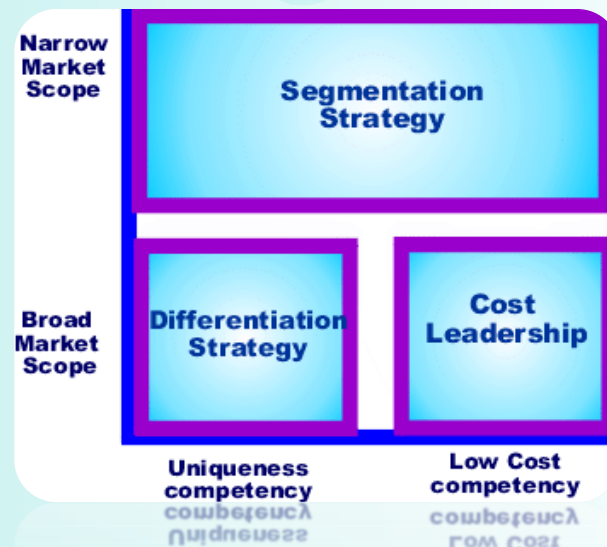 Narrow
Market
Scope
Segmentation
Strategy
Broad
Market
Scope
Differentiation
Strategy
Cost
Leadership
Uniqueness
competency
Low Cost
competency